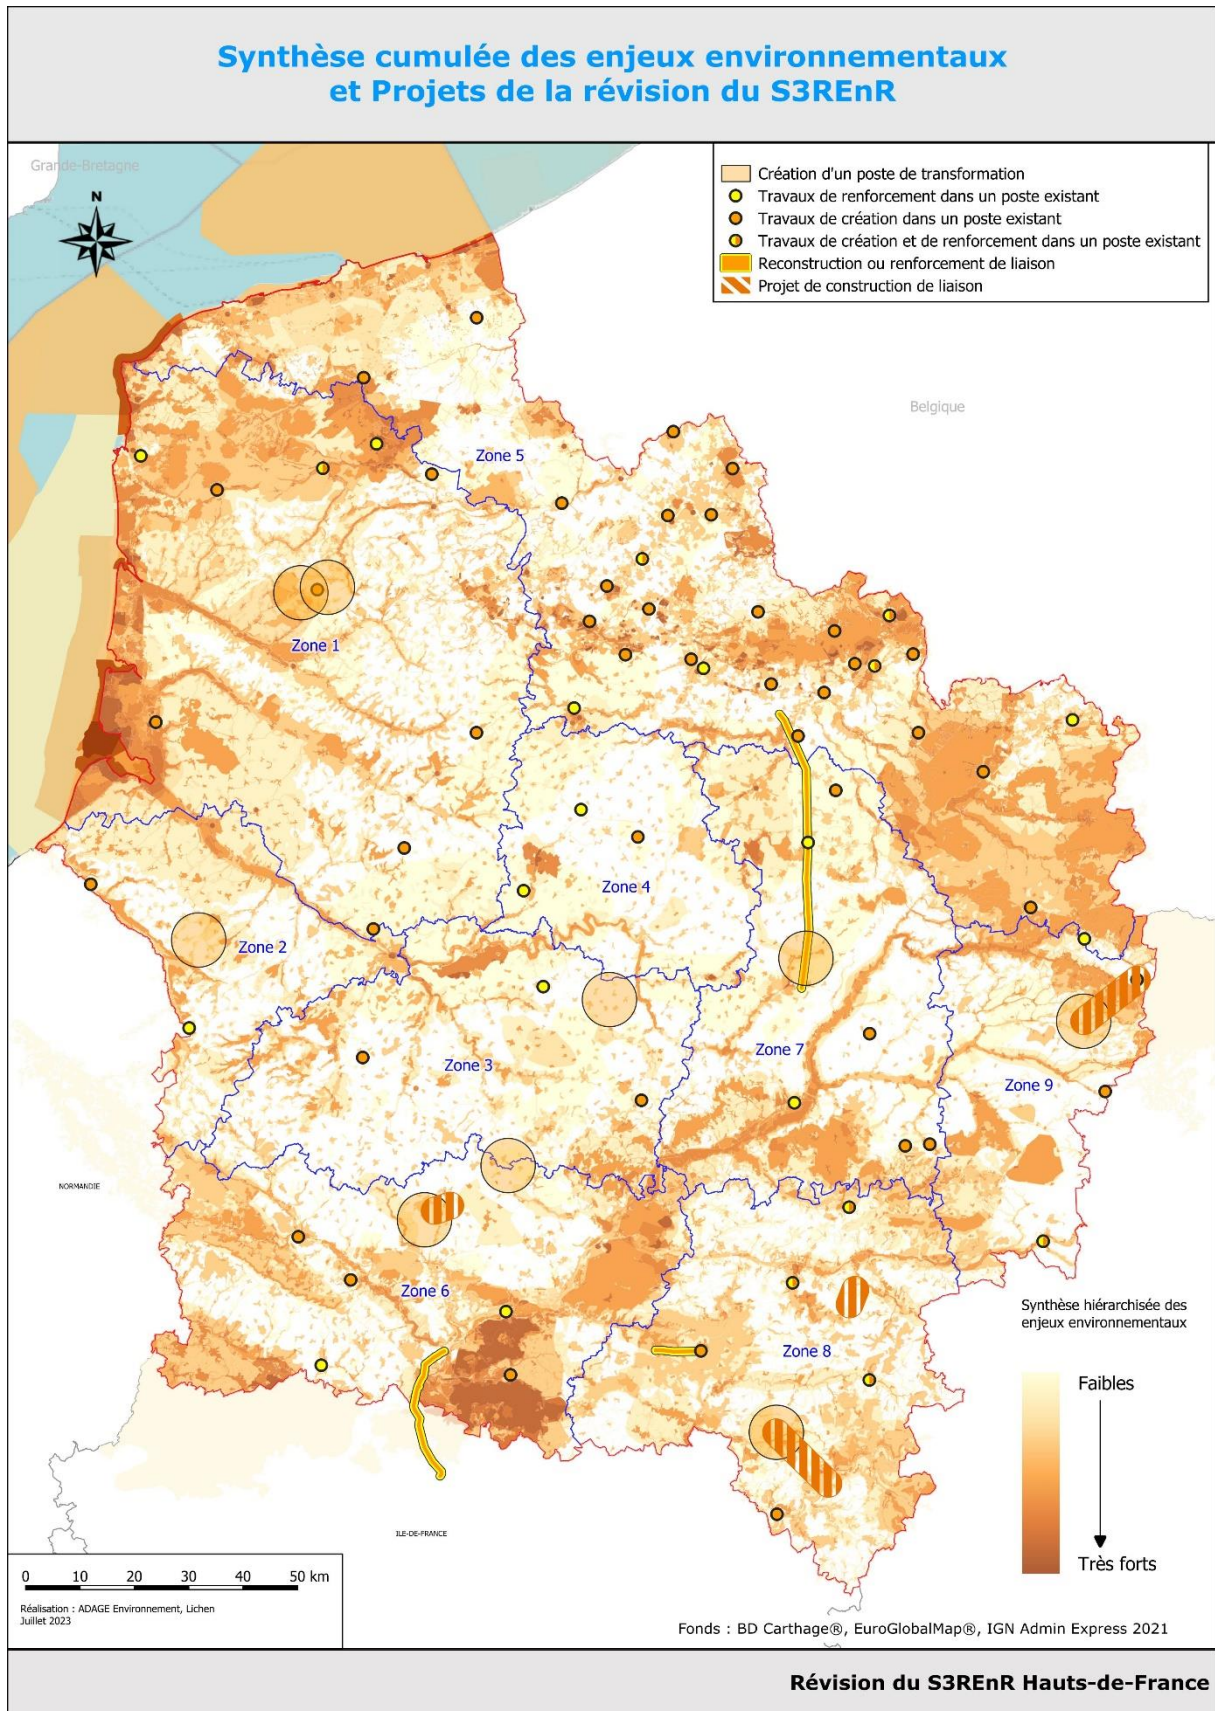 Synthèse cumulée des enjeux environnementaux
et Projets de la révision du S3REnR
Grande-Bretagne
N
Création d'un poste de transformation
Travaux de renforcement dans un poste existant
Travaux de création dans un poste existant
Travaux de création et de renforcement dans un poste existant
Reconstruction ou renforcement de liaison
Projet de construction de liaison
Belgique
Zone 5
Zone 1
Zone 4
Zone 2
Zone 7
Zone 3
Zone 9
NORMANDIE
Zone 6
Zone 8
Synthèse hiérarchisée des
enjeux environnementaux
Faibles
Très forts
ILE-DE-FRANCE
0 10 20 30 40 50 km
Réalisation : ADAGE Environnement, Lichen
Juillet 2023
Fonds : BD Carthage®, EuroGlobalMap®, IGN Admin Express 2021
Révision du S3REnR Hauts-de-France